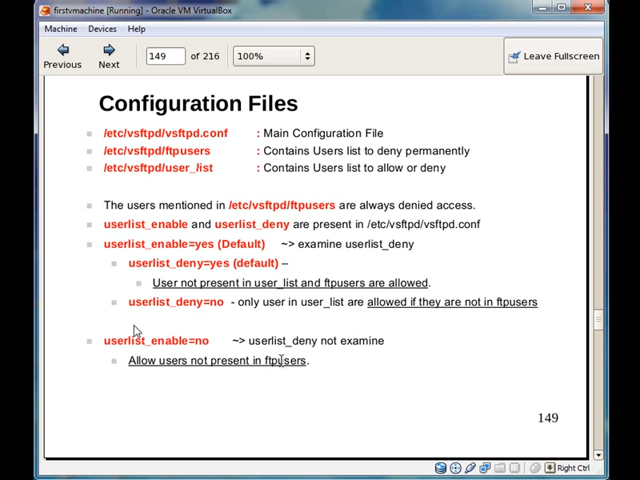 firstvmachine [Running] - Oracle VM VirtualBox
Machine Devices Help
Previous Next 149 of 216 100% Leave Fullscreen
Configuration Files
/etc/vsftpd/vsftpd.conf : Main Configuration File
/etc/vsftpd/ftpusers : Contains Users list to deny permanently
/etc/vsftpd/user_list : Contains Users list to allow or deny
The users mentioned in /etc/vsftpd/ftpusers are always denied access.
userlist_enable and userlist_deny are present in /etc/vsftpd/vsftpd.conf
userlist_enable=yes (Default) ~> examine userlist_deny
userlist_deny=yes (default) –
User not present in user_list and ftpusers are allowed.
userlist_deny=no - only user in user_list are allowed if they are not in ftpusers
userlist_enable=no ~> userlist_deny not examine
Allow users not present in ftpusers.
149
Right Ctrl